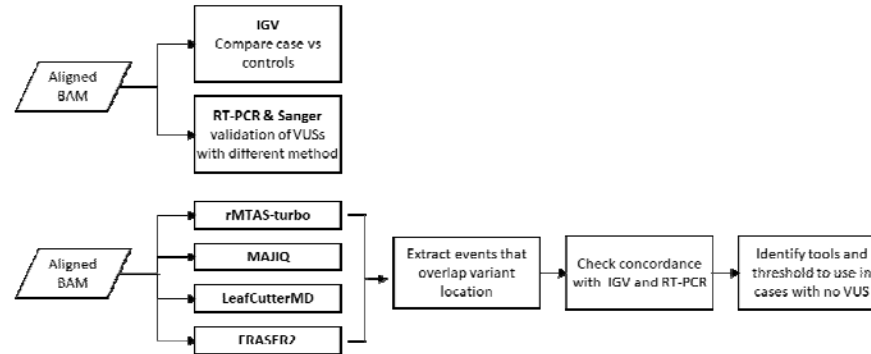 IGV
Compare case vs
controls
Aligned
BAM
RT-PCR & Sanger
validation of VUSs
with different method
rMTAS-turbo
MAJIQ
LeafCutterMD
FRASER2
Aligned
BAM
Extract events that
overlap variant
location
Check concordance
with IGV and RT-PCR
Identify tools and
threshold to use in
cases with no VUS